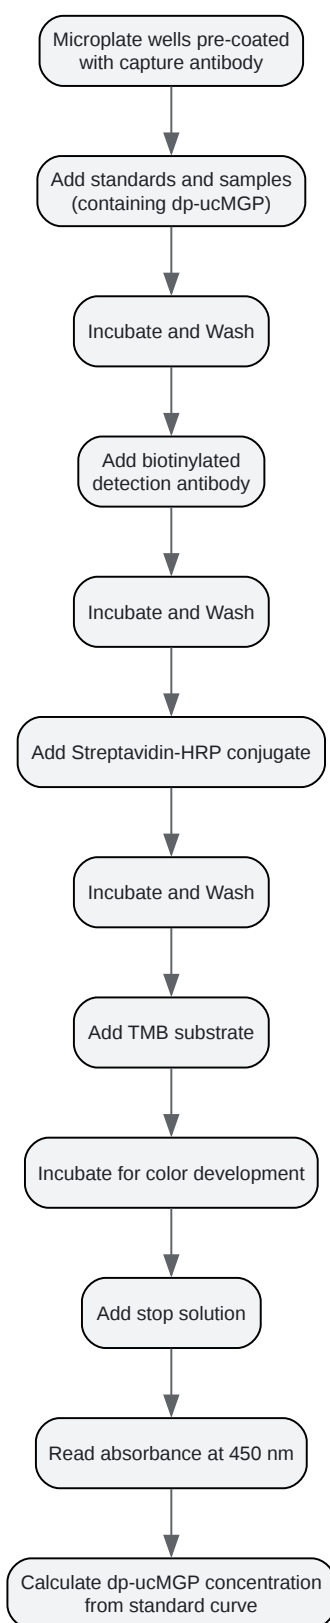 Microplate wells pre-coated
with capture antibody
Add standards and samples
(containing dp-ucMGP)
Incubate and Wash
Add biotinylated
detection antibody
Incubate and Wash
Add Streptavidin-HRP conjugate
Incubate and Wash
Add TMB substrate
Incubate for color development
Add stop solution
Read absorbance at 450 nm
Calculate dp-ucMGP concentration
from standard curve